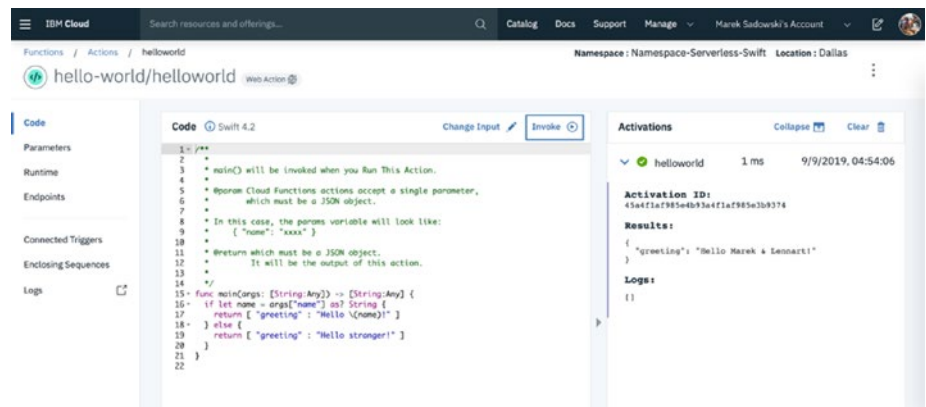 IBM Cloud
Search resources and offerings...
Catalog Docs Support Manage Marek Sadowski's Account
Functions / Actions / helloworld
Namespace : Namespace-Serverless-Swift Location : Dallas
hello-world/helloworld Web Action
Code
Parameters
Runtime
Endpoints
Connected Triggers
Enclosing Sequences
Logs
Code Swift 4.2 Change Input Invoke
1 /**
2 *
3 * main() will be invoked when you Run This Action.
4 *
5 * @param Cloud Functions actions accept a single parameter,
6 * which must be a JSON object.
7 *
8 * In this case, the params variable will look like:
9 * { "name": "xxxx" }
10 *
11 * @return which must be a JSON object.
12 * It will be the output of this action.
13 *
14 */
15 func main(args: [String:Any]) -> [String:Any] {
16 if let name = args["name"] as? String {
17 return [ "greeting" : "Hello \(name)!" ]
18 } else {
19 return [ "greeting" : "Hello stranger!" ]
20 }
21 }
22
Activations Collapse Clear
helloworld 1 ms 9/9/2019, 04:54:06
Activation ID:
45a4f1af985e4b93a4f1af985e3b9374
Results:
{
"greeting": "Hello Marek & Lennart!"
}
Logs:
[]